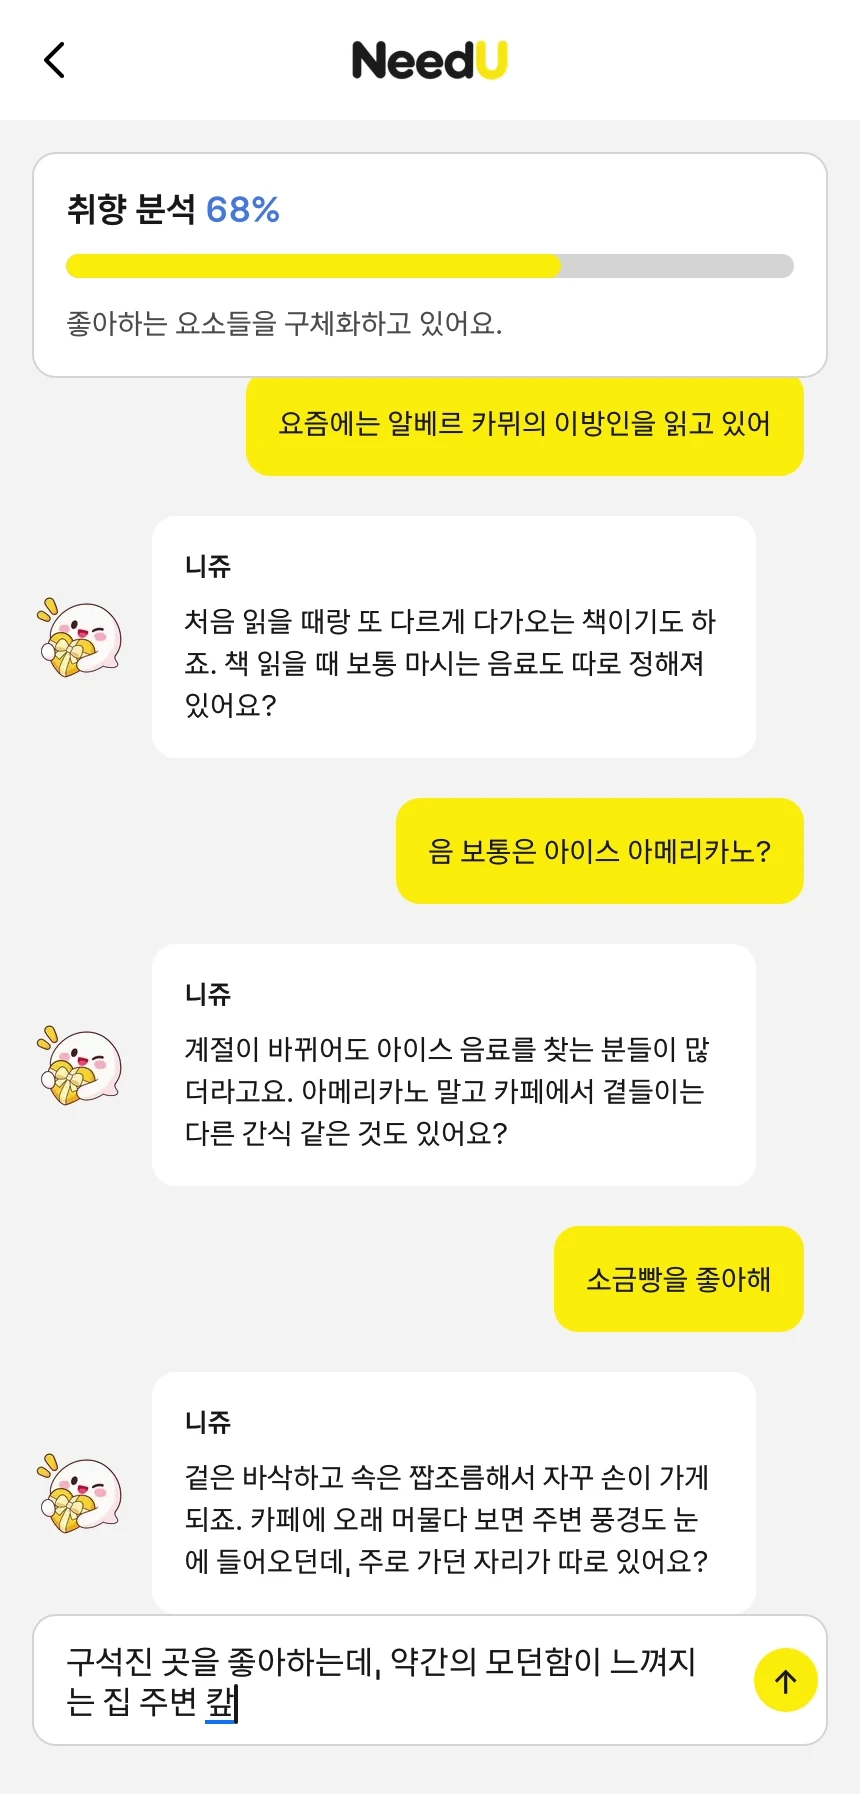 NeedU
취향 분석 68%
좋아하는 요소들을 구체화하고 있어요.
요즘에는 알베르 카뮈의 이방인을 읽고 있어
니쥬
처음 읽을 때랑 또 다르게 다가오는 책이기도 하
죠. 책 읽을 때 보통 마시는 음료도 따로 정해져
있어요?
음 보통은 아이스 아메리카노?
니쥬
계절이 바뀌어도 아이스 음료를 찾는 분들이 많
더라고요. 아메리카노 말고 카페에서 곁들이는
다른 간식 같은 것도 있어요?
소금빵을 좋아해
니쥬
겉은 바삭하고 속은 짭조름해서 자꾸 손이 가게
되죠. 카페에 오래 머물다 보면 주변 풍경도 눈
에 들어오던데, 주로 가던 자리가 따로 있어요?
구석진 곳을 좋아하는데, 약간의 모던함이 느껴지
는 집 주변 캎